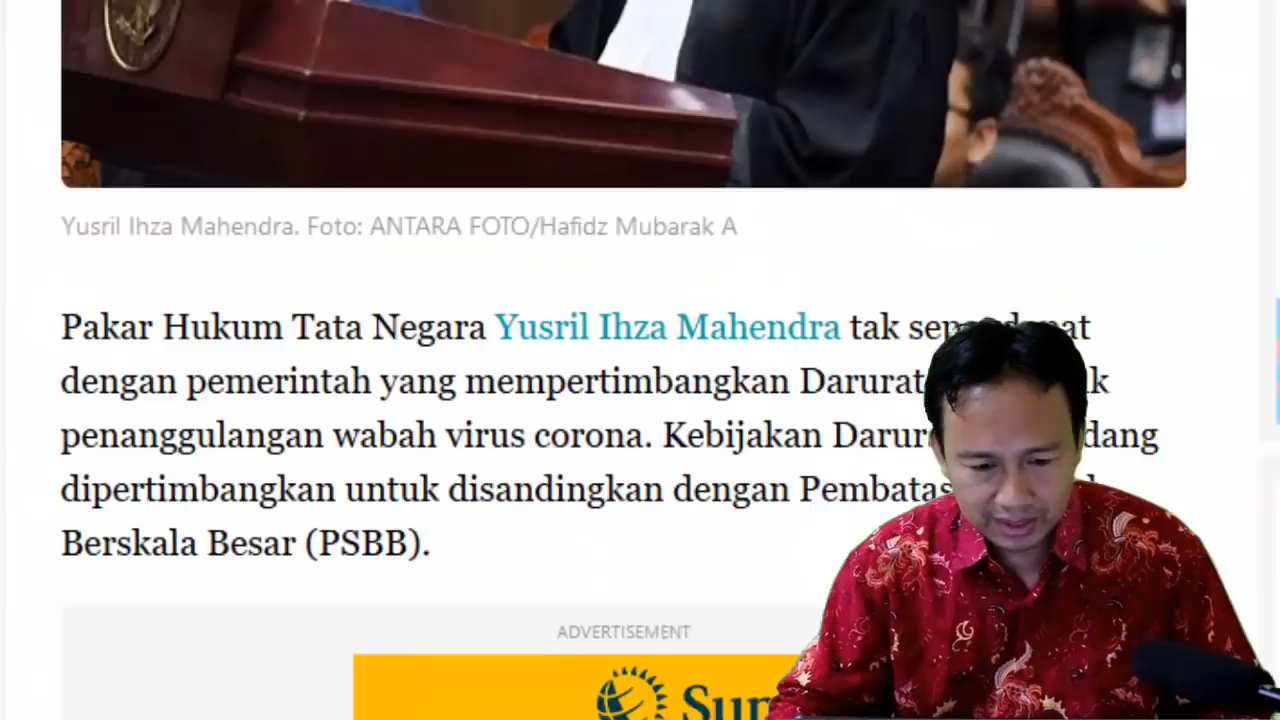 Yusril Ihza Mahendra. Foto: ANTARA FOTO/Hafidz Mubarak A
Pakar Hukum Tata Negara Yusril Ihza Mahendra tak
dengan pemerintah yang mempertimbangkan Darurat
penanggulangan wabah virus corona. Kebijakan
dipertimbangkan untuk disandingkan dengan
Berskala Besar (PSBB).
ADVERTISEMENT